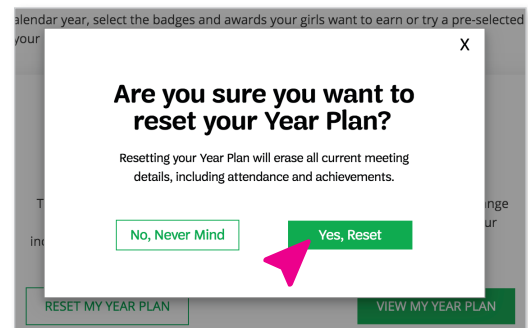 alendar year, select the badges and awards your girls want to earn or try a pre-selected
your
X
Are you sure you want to
reset your Year Plan?
Resetting your Year Plan will erase all current meeting
details, including attendance and achievements.
No, Never Mind
Yes, Reset
RESET MY YEAR PLAN
VIEW MY YEAR PLAN